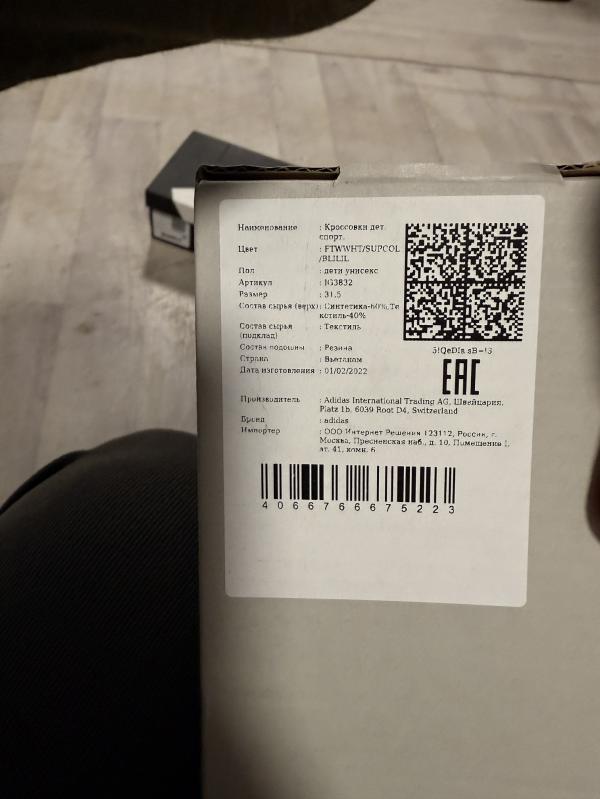 Наименование : Кроссовки дет. спорт.
Цвет : FTWWHT/SUPCOL
/BLILIL
Пол : дети унисекс
Артикул : IG3832
Размер : 31.5
Состав сырья (верх): Синтетика-60%,Те
кстиль-40%
Состав сырья : Текстиль
(подклад)
Состав подошвы : Резина
Страна : Вьетанам
Дата изготовления : 01/02/2022
EAC
Производитель : Adidas International Trading AG, Швейцария,
Platz 1b, 6039 Root D4, Switzerland
Бренд : adidas
Импортер : ООО Интернет Решения 123112, Россия, г.
Москва, Пресненская наб., д. 10, Помещение I,
эт. 41, комн. 6
4066766675223